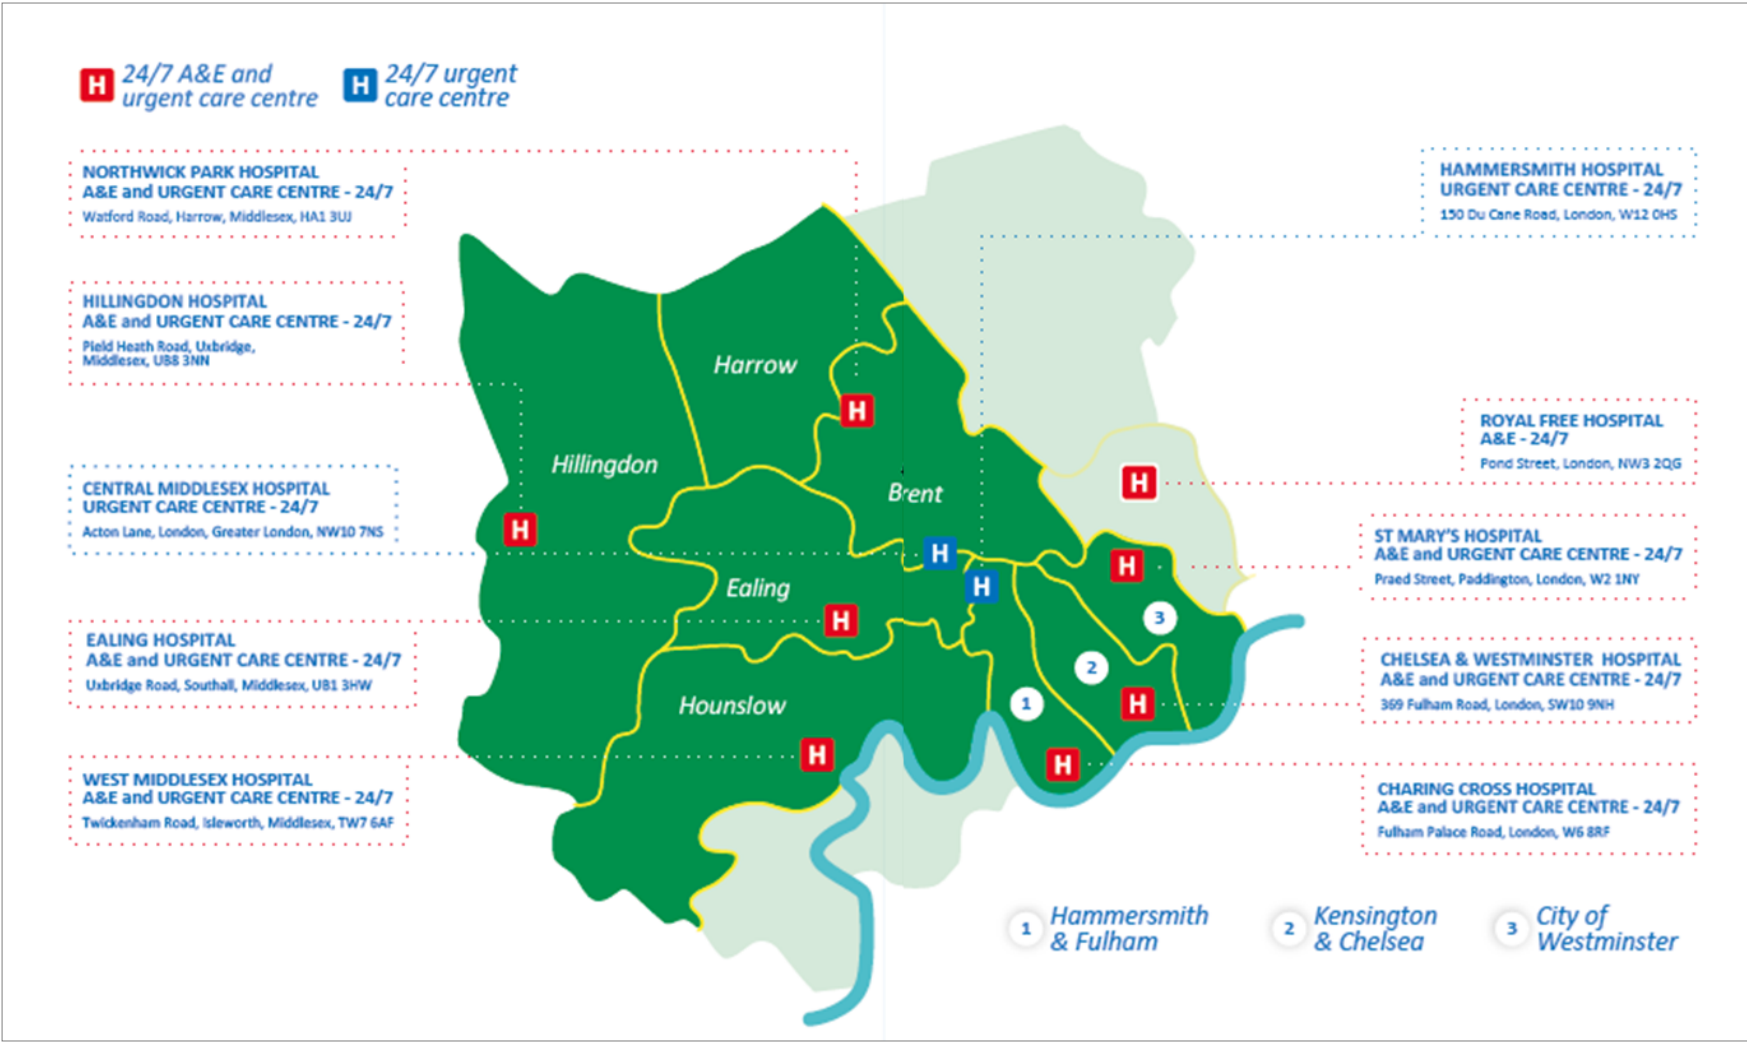 H 24/7 A&E and
urgent care centre
H 24/7 urgent
care centre
NORTHWICK PARK HOSPITAL
A&E and URGENT CARE CENTRE - 24/7
Watford Road, Harrow, Middlesex, HA1 3UJ
HILLINGDON HOSPITAL
A&E and URGENT CARE CENTRE - 24/7
Pield Heath Road, Uxbridge,
Middlesex, UB8 3NN
CENTRAL MIDDLESEX HOSPITAL
URGENT CARE CENTRE - 24/7
Acton Lane, London, Greater London, NW10 7NS
EALING HOSPITAL
A&E and URGENT CARE CENTRE - 24/7
Uxbridge Road, Southall, Middlesex, UB1 3HW
WEST MIDDLESEX HOSPITAL
A&E and URGENT CARE CENTRE - 24/7
Twickenham Road, Isleworth, Middlesex, TW7 6AF
Harrow
H
Hillingdon
H
Brent
H
H
Ealing
H
Hounslow
H
H
H
3
2
1
H
H
HAMMERSMITH HOSPITAL
URGENT CARE CENTRE - 24/7
150 Du Cane Road, London, W12 0HS
ROYAL FREE HOSPITAL
A&E - 24/7
Pond Street, London, NW3 2QG
ST MARY'S HOSPITAL
A&E and URGENT CARE CENTRE - 24/7
Praed Street, Paddington, London, W2 1NY
CHELSEA & WESTMINSTER HOSPITAL
A&E and URGENT CARE CENTRE - 24/7
369 Fulham Road, London, SW10 9NH
CHARING CROSS HOSPITAL
A&E and URGENT CARE CENTRE - 24/7
Fulham Palace Road, London, W6 8RF
1 Hammersmith
& Fulham
2 Kensington
& Chelsea
3 City of
Westminster